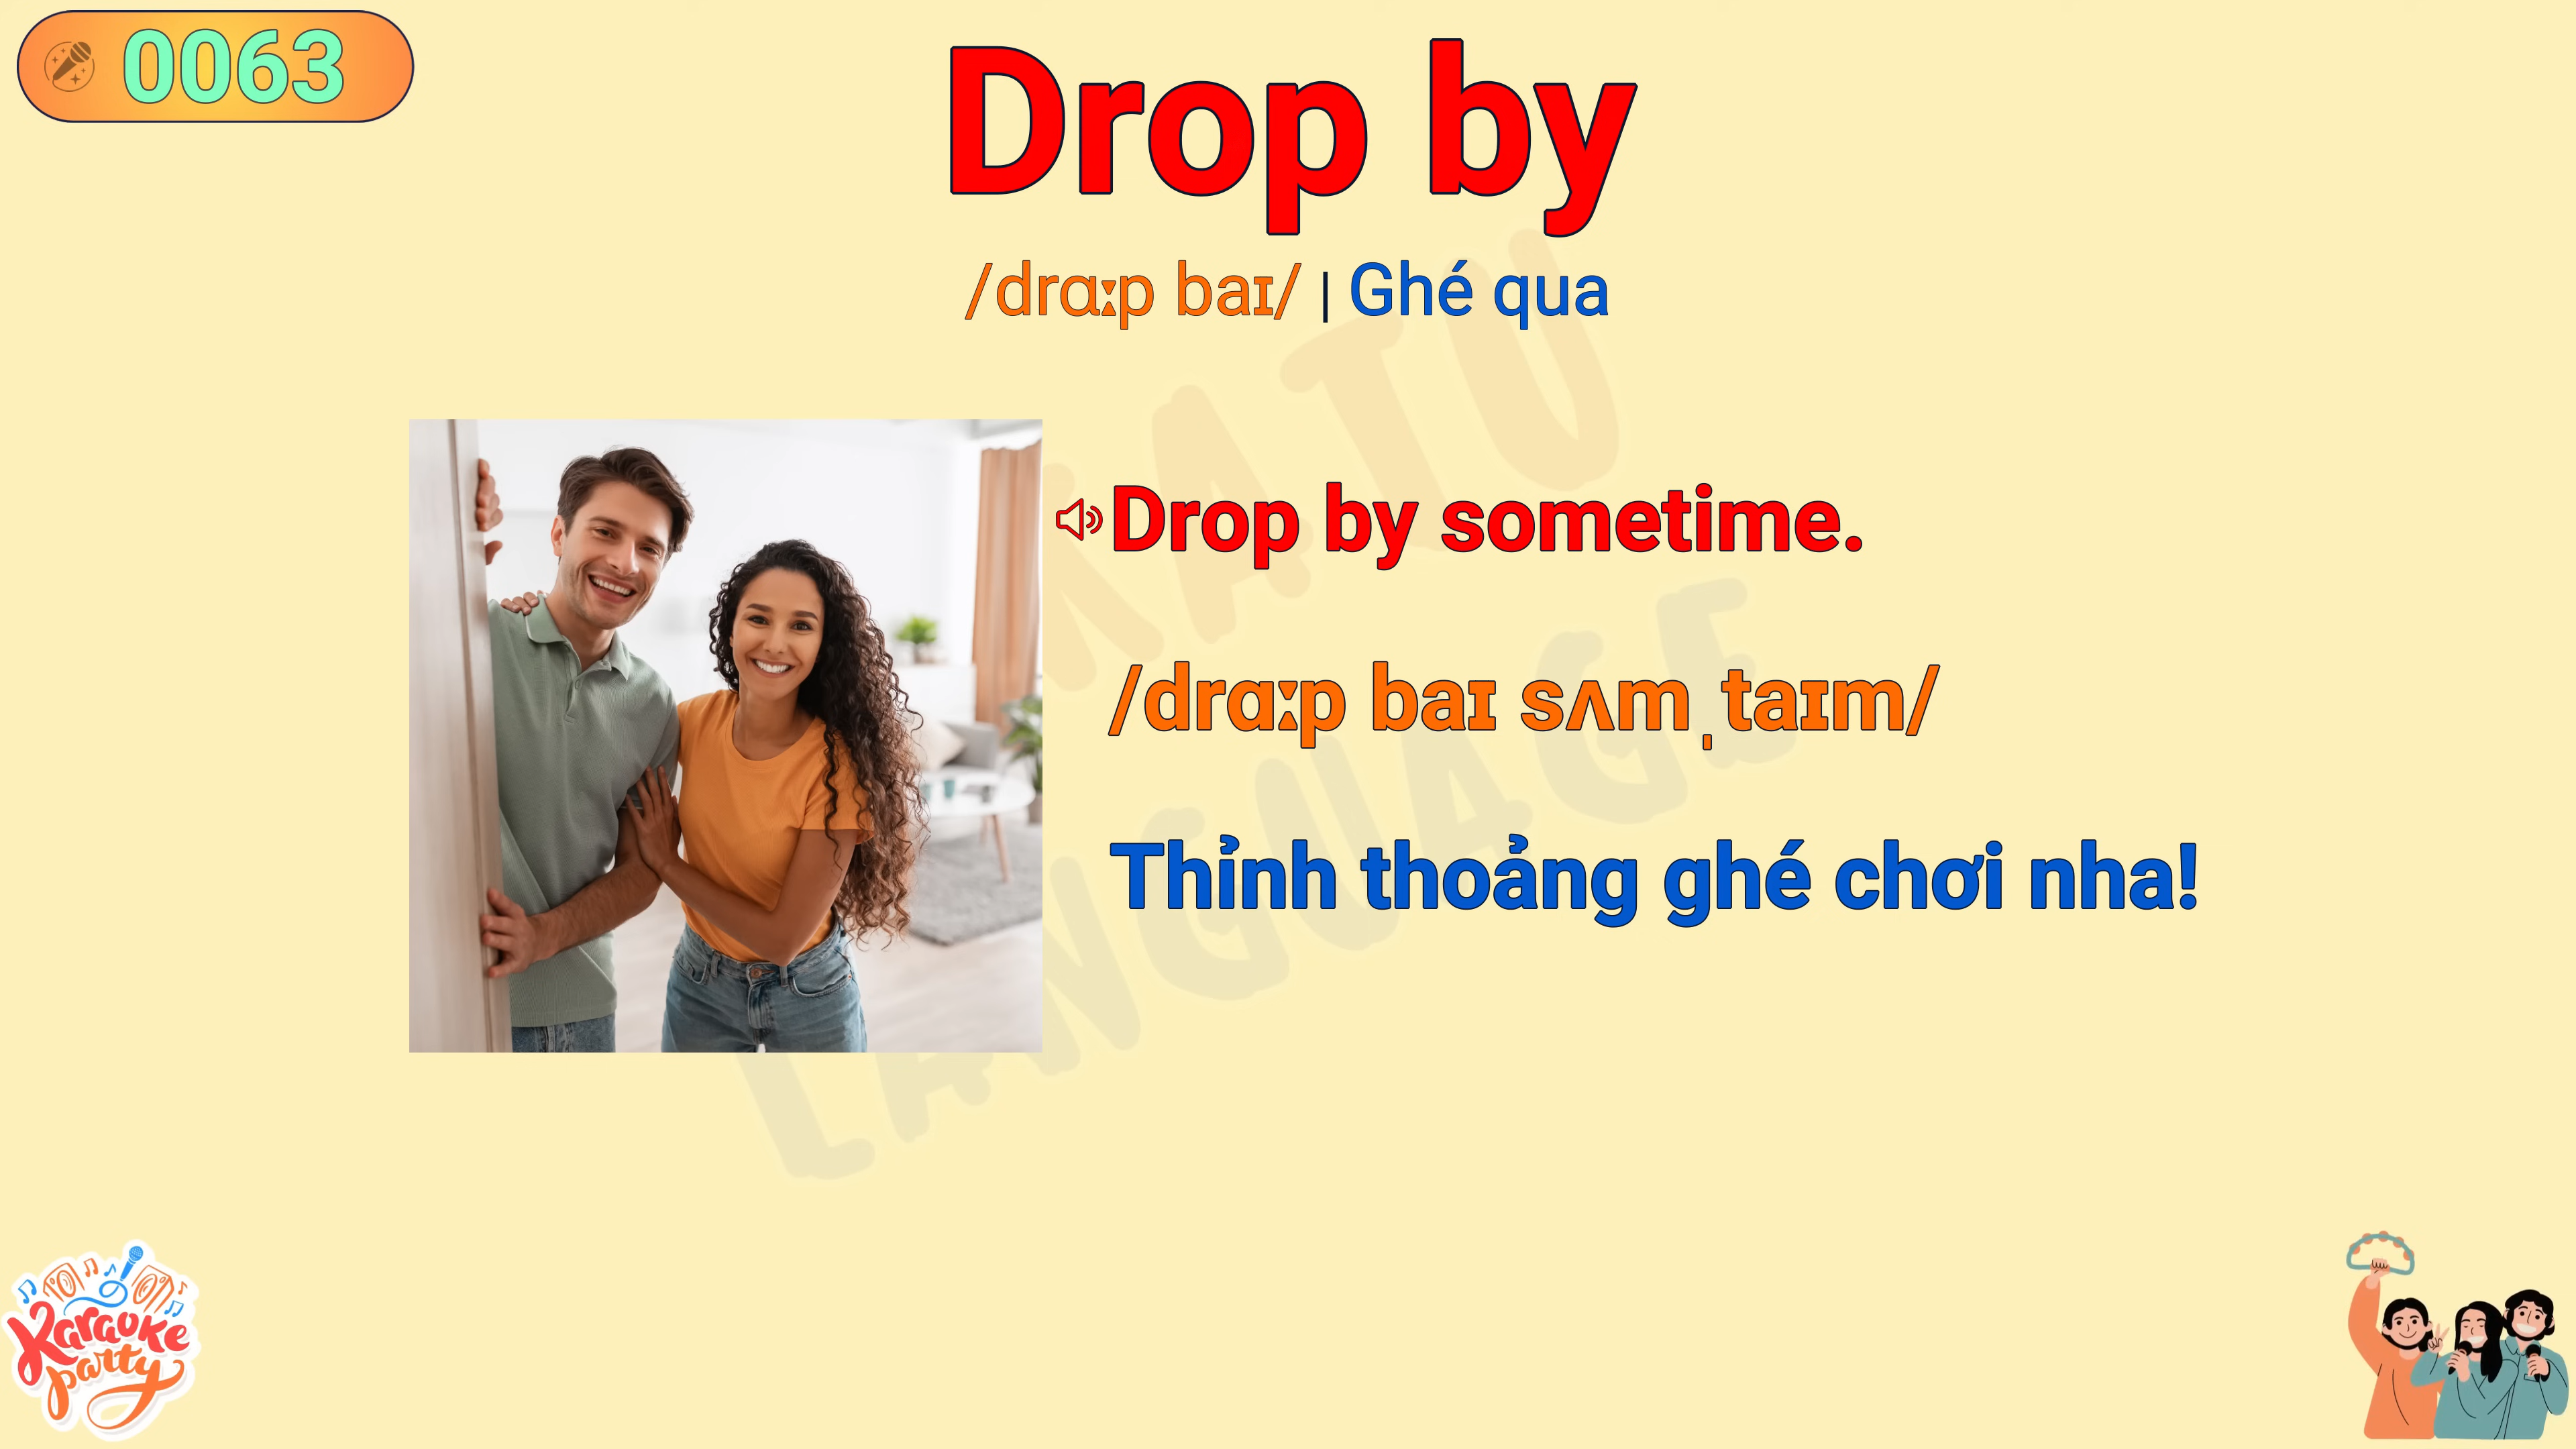 0063
Drop by
/drɑːp baɪ/ | Ghé qua
Drop by sometime.
/drɑːp baɪ sʌmˌtaɪm/
Thỉnh thoảng ghé chơi nha!
LANGUAGE
Karaoke
party